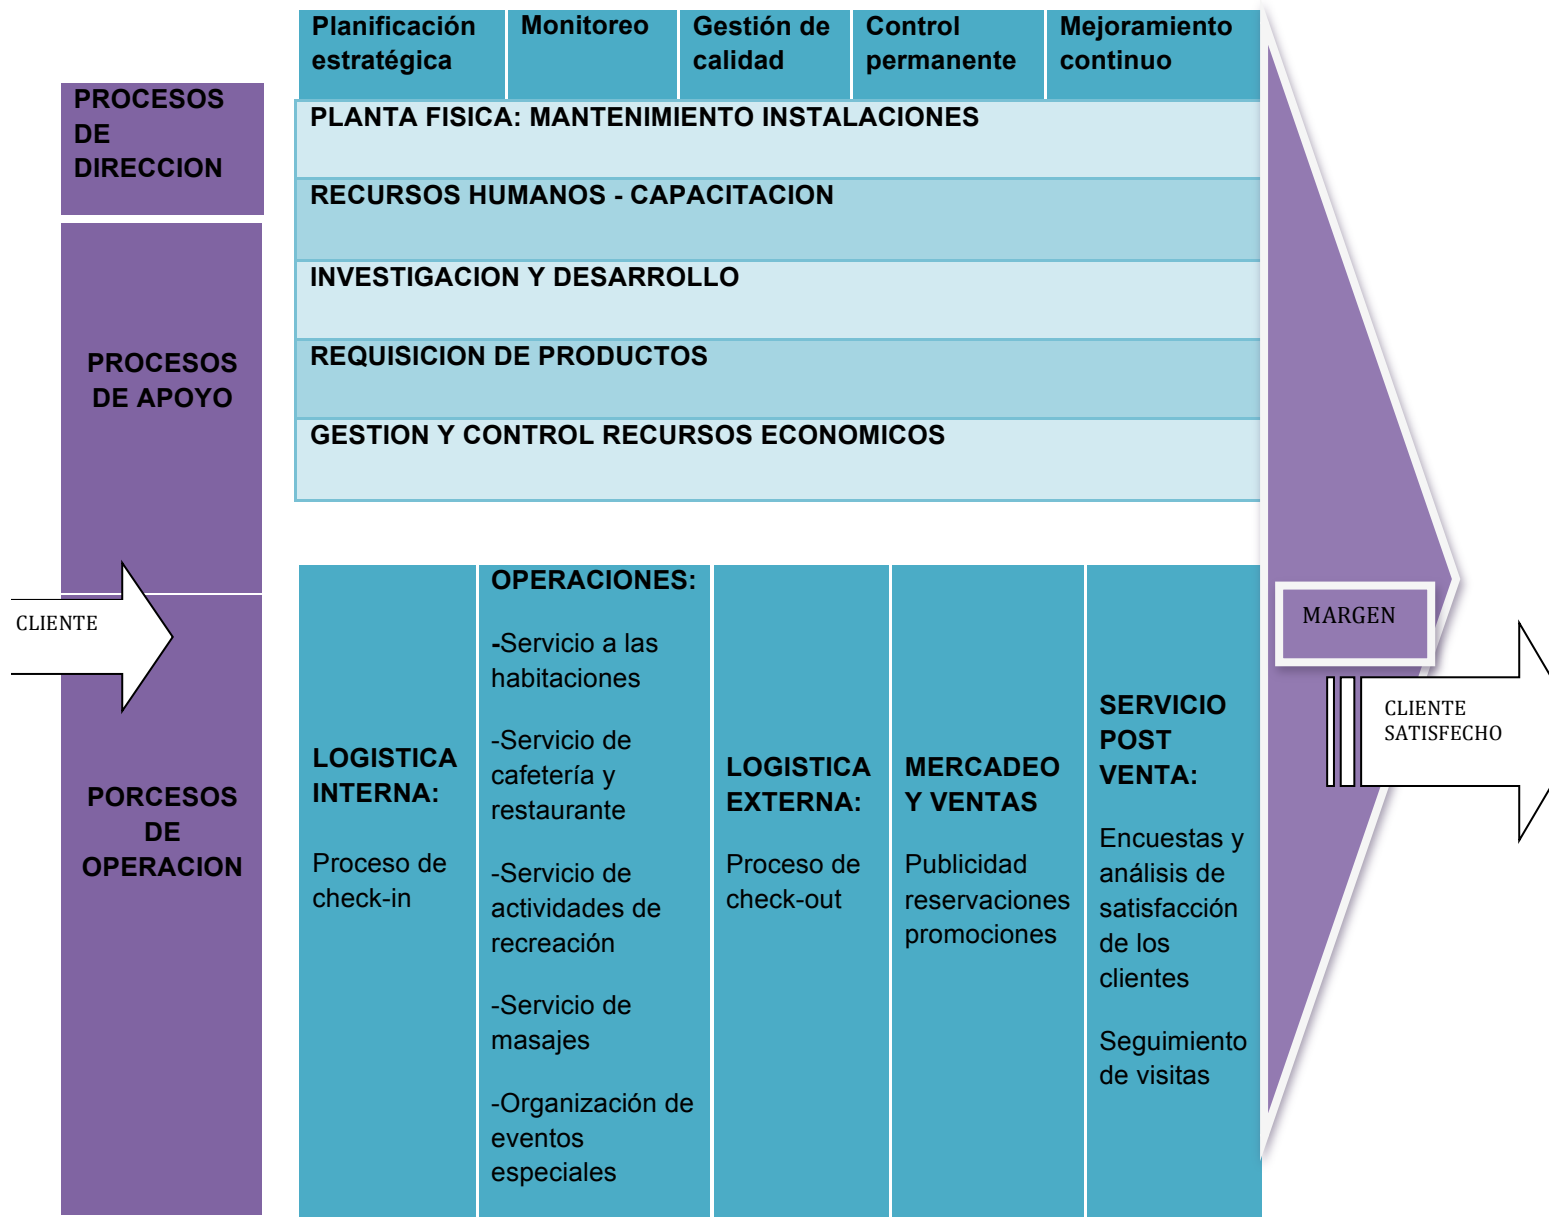 Planificación
estratégica
Monitoreo
Gestión de
calidad
Control
permanente
Mejoramiento
continuo
PROCESOS
DE
DIRECCION
PLANTA FISICA: MANTENIMIENTO INSTALACIONES
RECURSOS HUMANOS - CAPACITACION
INVESTIGACION Y DESARROLLO
REQUISICION DE PRODUCTOS
GESTION Y CONTROL RECURSOS ECONOMICOS
PROCESOS
DE APOYO
CLIENTE
PORCESOS
DE
OPERACION
LOGISTICA
INTERNA:
Proceso de
check-in
OPERACIONES:
-Servicio a las
habitaciones
-Servicio de
cafetería y
restaurante
-Servicio de
actividades de
recreación
-Servicio de
masajes
-Organización de
eventos
especiales
LOGISTICA
EXTERNA:
Proceso de
check-out
MERCADEO
Y VENTAS
Publicidad
reservaciones
promociones
SERVICIO
POST
VENTA:
Encuestas y
análisis de
satisfacción
de los
clientes
Seguimiento
de visitas
MARGEN
CLIENTE
SATISFECHO